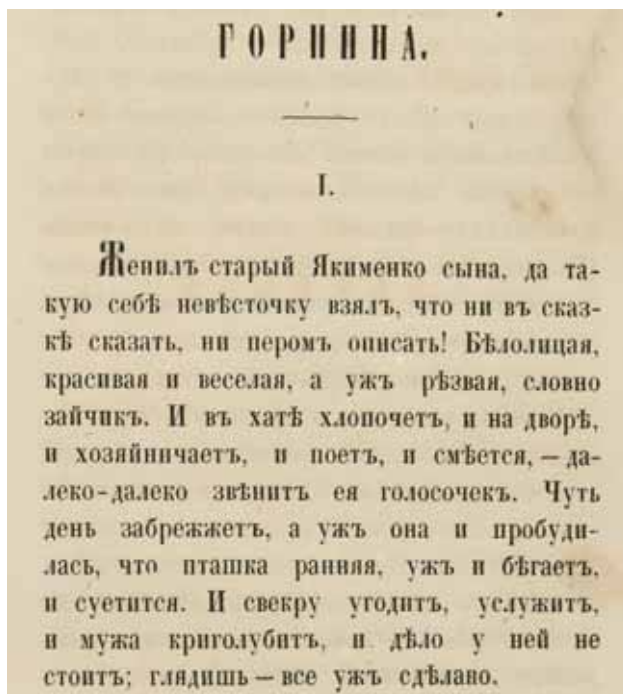 ГОРПИНА.
I.
Женилъ старый Якименко сына, да та-
кую себѣ невѣсточку взялъ, что ни въ сказ-
кѣ сказать, ни перомъ описать! Бѣлолицая,
красивая и веселая, а ужъ рѣзвая, словно
зайчикъ. И въ хатѣ хлопочетъ, и на дворѣ,
и хозяйничаетъ, и поетъ, и смѣется, — да-
леко-далеко звѣнитъ ея голосочекъ. Чуть
день забрежжетъ, а ужъ она и пробуди-
лась, что пташка ранняя, ужъ и бѣгаетъ,
и суетится. И свекру угодитъ, услужитъ,
и мужа криголубитъ, и дѣло у ней не
стоитъ; глядишь — все ужъ сдѣлано.